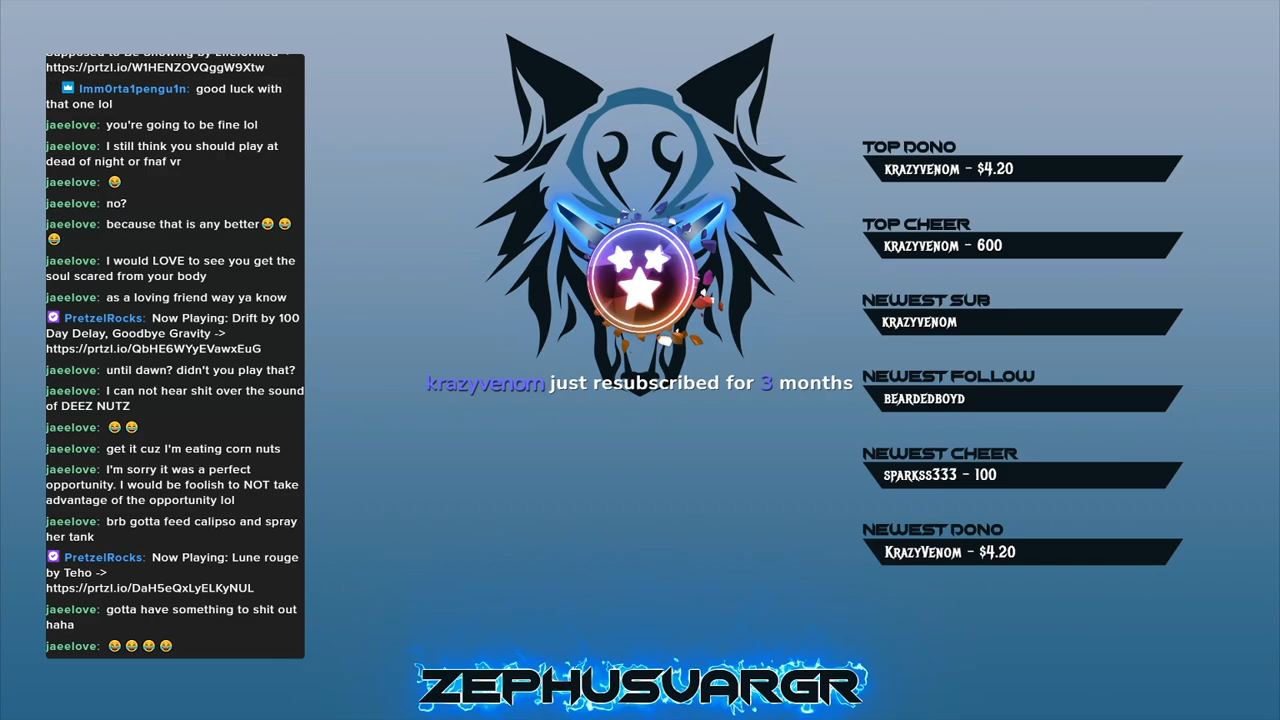 https://prtzl.io/W1HENZOVQggW9Xtw
Imm0rta1pengu1n: good luck with
that one lol
jaeelove: you're going to be fine lol
jaeelove: I still think you should play at
dead of night or fnaf vr
jaeelove: 😂
jaeelove: no?
jaeelove: because that is any better😂 😂
😂
jaeelove: I would LOVE to see you get the
soul scared from your body
jaeelove: as a loving friend way ya know
PretzelRocks: Now Playing: Drift by 100
Day Delay, Goodbye Gravity ->
https://prtzl.io/QbHE6WYyEVawxEuG
jaeelove: until dawn? didn't you play that?
jaeelove: I can not hear shit over the sound
of DEEZ NUTZ
jaeelove: 😂 😂
jaeelove: get it cuz I'm eating corn nuts
jaeelove: I'm sorry it was a perfect
opportunity. I would be foolish to NOT take
advantage of the opportunity lol
jaeelove: brb gotta feed calipso and spray
her tank
PretzelRocks: Now Playing: Lune rouge
by Teho ->
https://prtzl.io/DaH5eQxLyELKyNUL
jaeelove: gotta have something to shit out
haha
jaeelove: 😂 😂 😂 😂
krazyvenom just resubscribed for 3 months
TOP DONO
KRAZYVENOM - $4.20
TOP CHEER
KRAZYVENOM - 600
NEWEST SUB
KRAZYVENOM
NEWEST FOLLOW
BEARDEDBOYD
NEWEST CHEER
SPARKSS333 - 100
NEWEST DONO
KRAZYVENOM - $4.20
ZEPHUSVARGR